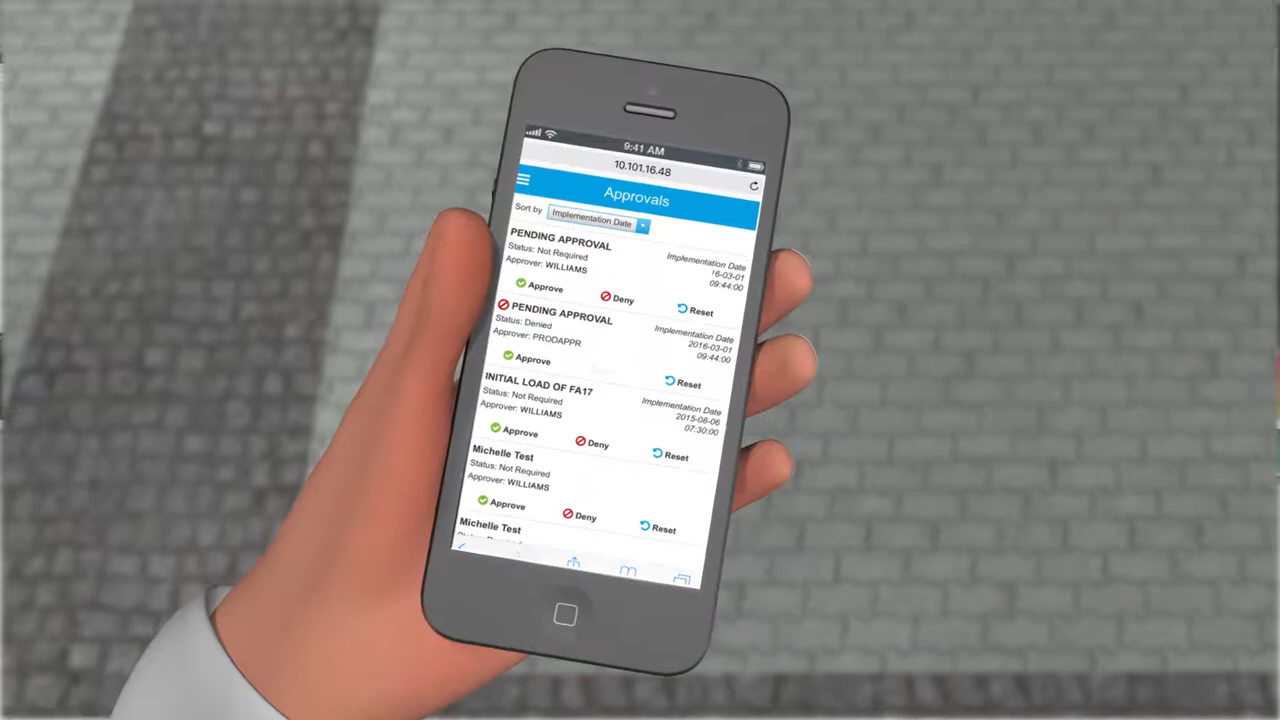 9:41 AM
10.101.16.48
Approvals
Sort by Implementation Date
PENDING APPROVAL
Status: Not Required
Approver: WILLIAMS
Implementation Date
16-03-01
09:44:00
Approve Deny Reset
PENDING APPROVAL
Status: Denied
Approver: PRODAPPR
Implementation Date
2016-03-01
09:44:00
Approve Reset
INITIAL LOAD OF FA17
Status: Not Required
Approver: WILLIAMS
Implementation Date
2015-08-06
07:30:00
Approve Deny Reset
Michelle Test
Status: Not Required
Approver: WILLIAMS
Approve Deny Reset
Michelle Test